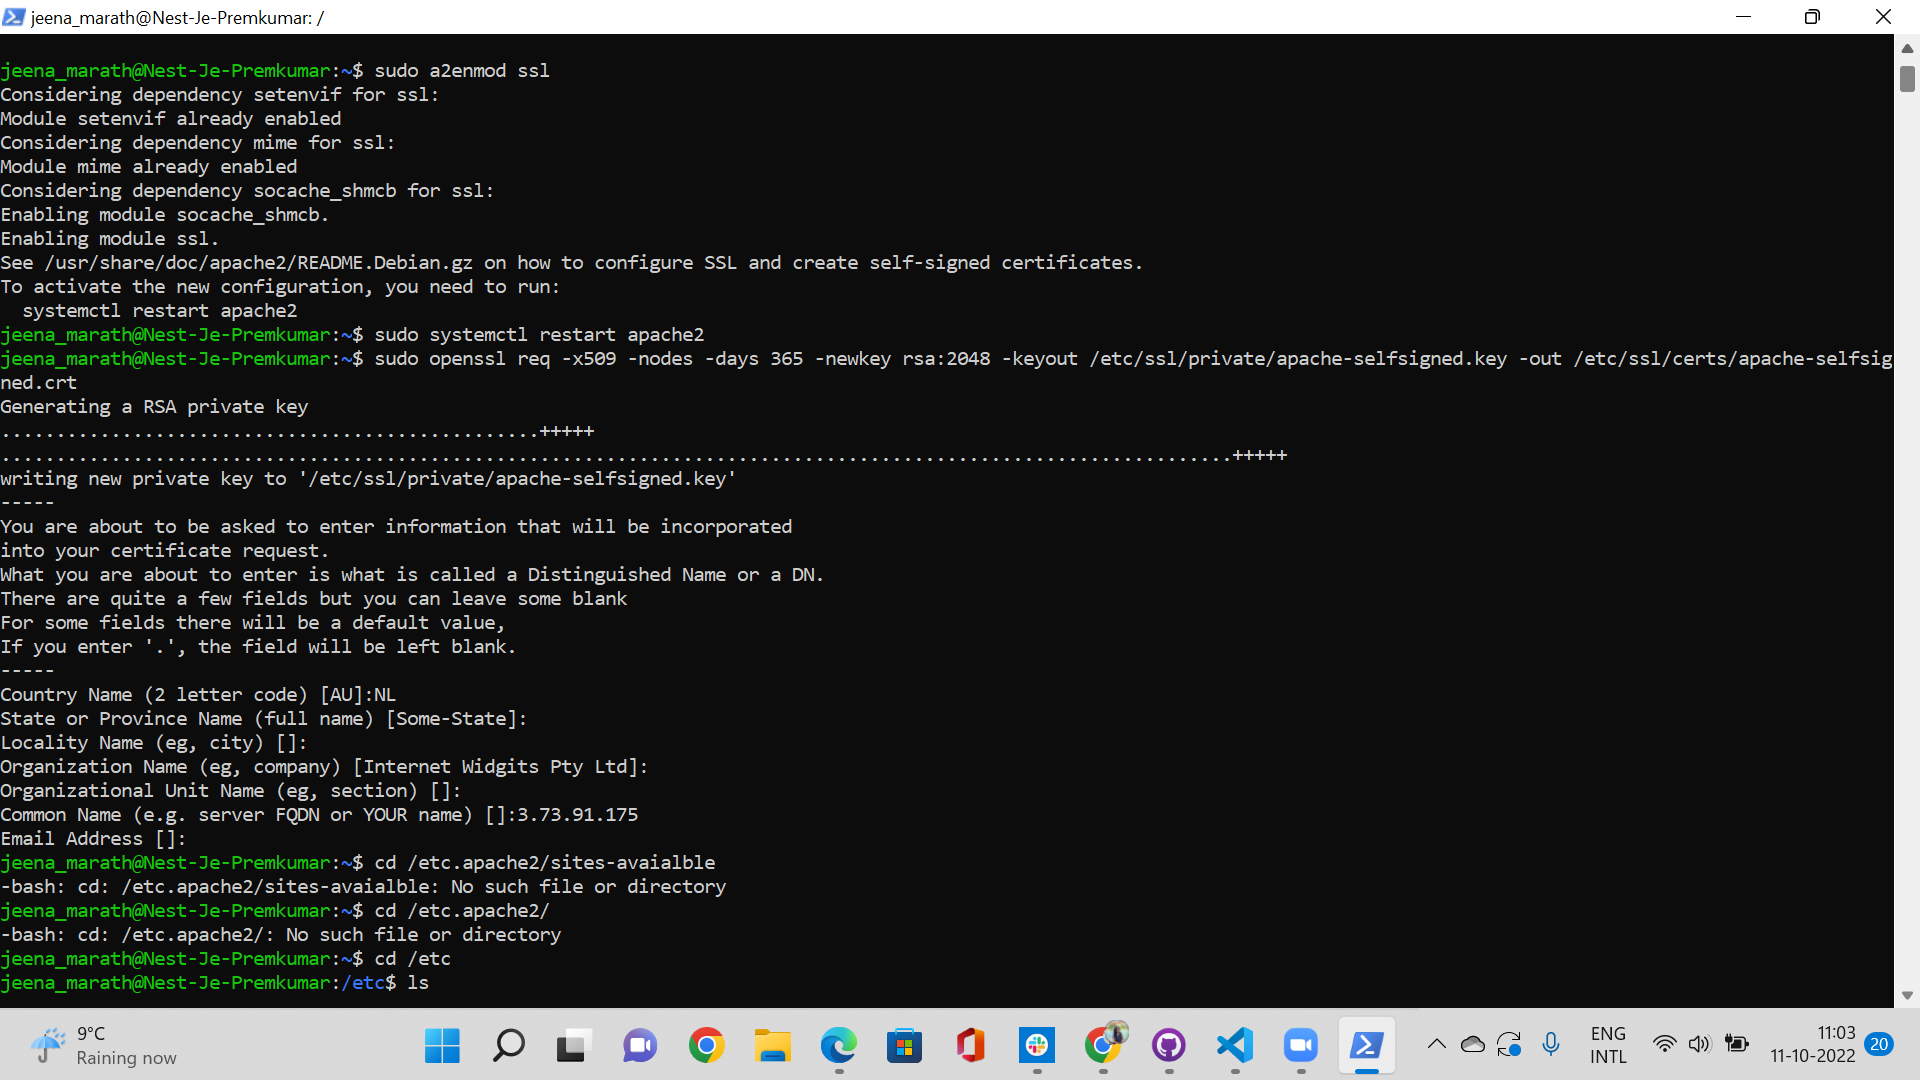 jeena_marath@Nest-Je-Premkumar: /
jeena_marath@Nest-Je-Premkumar:~$ sudo a2enmod ssl
Considering dependency setenvif for ssl:
Module setenvif already enabled
Considering dependency mime for ssl:
Module mime already enabled
Considering dependency socache_shmcb for ssl:
Enabling module socache_shmcb.
Enabling module ssl.
See /usr/share/doc/apache2/README.Debian.gz on how to configure SSL and create self-signed certificates.
To activate the new configuration, you need to run:
  systemctl restart apache2
jeena_marath@Nest-Je-Premkumar:~$ sudo systemctl restart apache2
jeena_marath@Nest-Je-Premkumar:~$ sudo openssl req -x509 -nodes -days 365 -newkey rsa:2048 -keyout /etc/ssl/private/apache-selfsigned.key -out /etc/ssl/certs/apache-selfsig
ned.crt
Generating a RSA private key
.................................................+++++
................................................................................................................+++++
writing new private key to '/etc/ssl/private/apache-selfsigned.key'
-----
You are about to be asked to enter information that will be incorporated
into your certificate request.
What you are about to enter is what is called a Distinguished Name or a DN.
There are quite a few fields but you can leave some blank
For some fields there will be a default value,
If you enter '.', the field will be left blank.
-----
Country Name (2 letter code) [AU]:NL
State or Province Name (full name) [Some-State]:
Locality Name (eg, city) []:
Organization Name (eg, company) [Internet Widgits Pty Ltd]:
Organizational Unit Name (eg, section) []:
Common Name (e.g. server FQDN or YOUR name) []:3.73.91.175
Email Address []:
jeena_marath@Nest-Je-Premkumar:~$ cd /etc.apache2/sites-avaialble
-bash: cd: /etc.apache2/sites-avaialble: No such file or directory
jeena_marath@Nest-Je-Premkumar:~$ cd /etc.apache2/
-bash: cd: /etc.apache2/: No such file or directory
jeena_marath@Nest-Je-Premkumar:~$ cd /etc
jeena_marath@Nest-Je-Premkumar:/etc$ ls
9°C
Raining now
ENG
INTL
11:03
11-10-2022
20